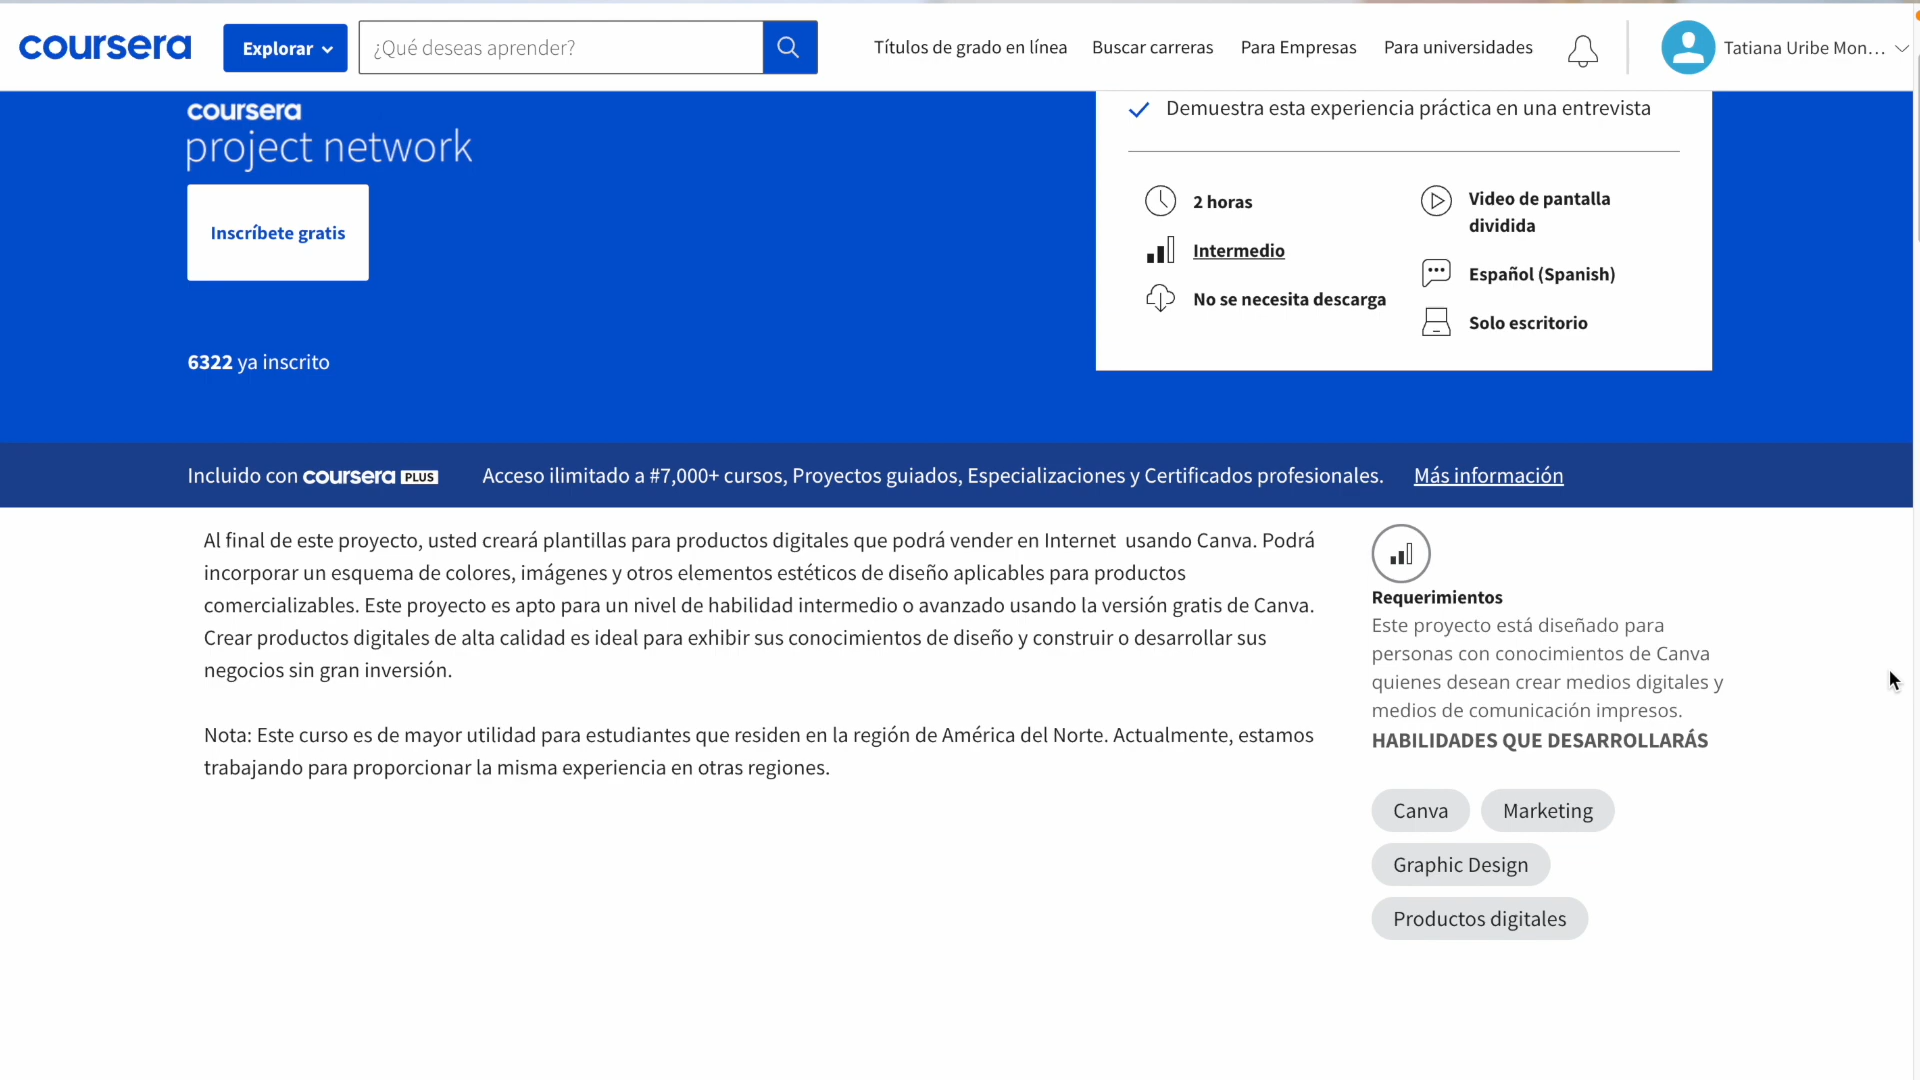 coursera
Explorar
¿Qué deseas aprender?
Títulos de grado en línea
Buscar carreras
Para Empresas
Para universidades
Tatiana Uribe Mon...
coursera
project network
Inscríbete gratis
6322 ya inscrito
Demuestra esta experiencia práctica en una entrevista
2 horas
Intermedio
No se necesita descarga
Video de pantalla
dividida
Español (Spanish)
Solo escritorio
Incluido con coursera PLUS
Acceso ilimitado a #7,000+ cursos, Proyectos guiados, Especializaciones y Certificados profesionales.
Más información
Al final de este proyecto, usted creará plantillas para productos digitales que podrá vender en Internet usando Canva. Podrá
incorporar un esquema de colores, imágenes y otros elementos estéticos de diseño aplicables para productos
comercializables. Este proyecto es apto para un nivel de habilidad intermedio o avanzado usando la versión gratis de Canva.
Crear productos digitales de alta calidad es ideal para exhibir sus conocimientos de diseño y construir o desarrollar sus
negocios sin gran inversión.
Nota: Este curso es de mayor utilidad para estudiantes que residen en la región de América del Norte. Actualmente, estamos
trabajando para proporcionar la misma experiencia en otras regiones.
Requerimientos
Este proyecto está diseñado para
personas con conocimientos de Canva
quienes desean crear medios digitales y
medios de comunicación impresos.
HABILIDADES QUE DESARROLLARÁS
Canva
Marketing
Graphic Design
Productos digitales